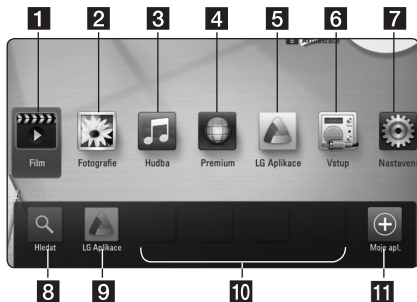 1 2 3 4 5 6 7
Film Fotografie Hudba Premium LG Aplikace Vstup Nastavení
Hledat LG Aplikace Moje apl.
8 9 10 11